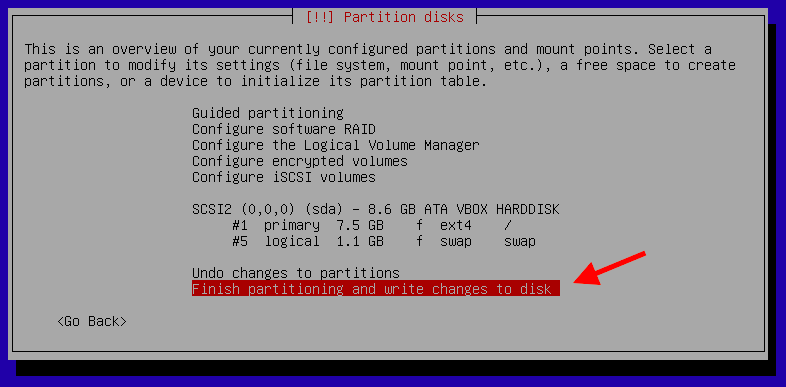 [!!] Partition disks
This is an overview of your currently configured partitions and mount points. Select a
partition to modify its settings (file system, mount point, etc.), a free space to create
partitions, or a device to initialize its partition table.
Guided partitioning
Configure software RAID
Configure the Logical Volume Manager
Configure encrypted volumes
Configure iSCSI volumes
SCSI2 (0,0,0) (sda) - 8.6 GB ATA VBOX HARDDISK
#1 primary 7.5 GB f ext4 /
#5 logical 1.1 GB f swap swap
Undo changes to partitions
Finish partitioning and write changes to disk
<Go Back>